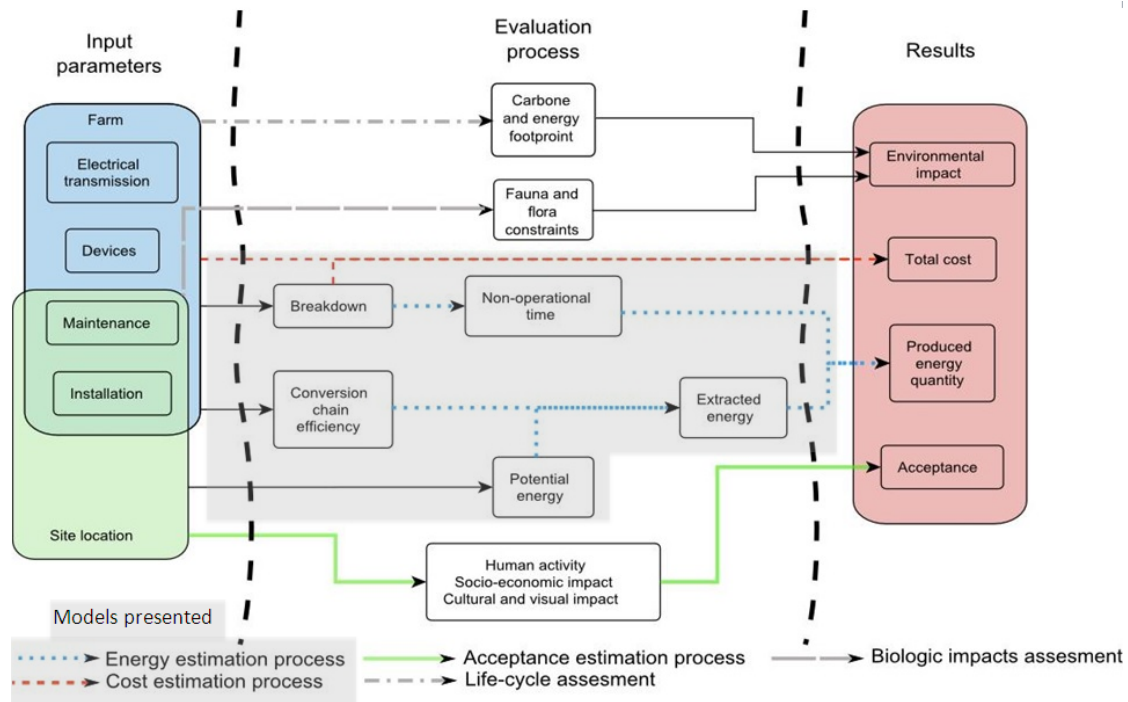 Input
parameters
Evaluation
process
Results
Farm
Electrical
transmission
Devices
Maintenance
Installation
Site location
Carbone
and energy
footproint
Fauna and
flora
constraints
Breakdown
Non-operational
time
Conversion
chain
efficiency
Extracted
energy
Potential
energy
Human activity
Socio-economic impact
Cultural and visual impact
Environmental
impact
Total cost
Produced
energy
quantity
Acceptance
Models presented
Energy estimation process
Cost estimation process
Acceptance estimation process
Life-cycle assesment
Biologic impacts assesment